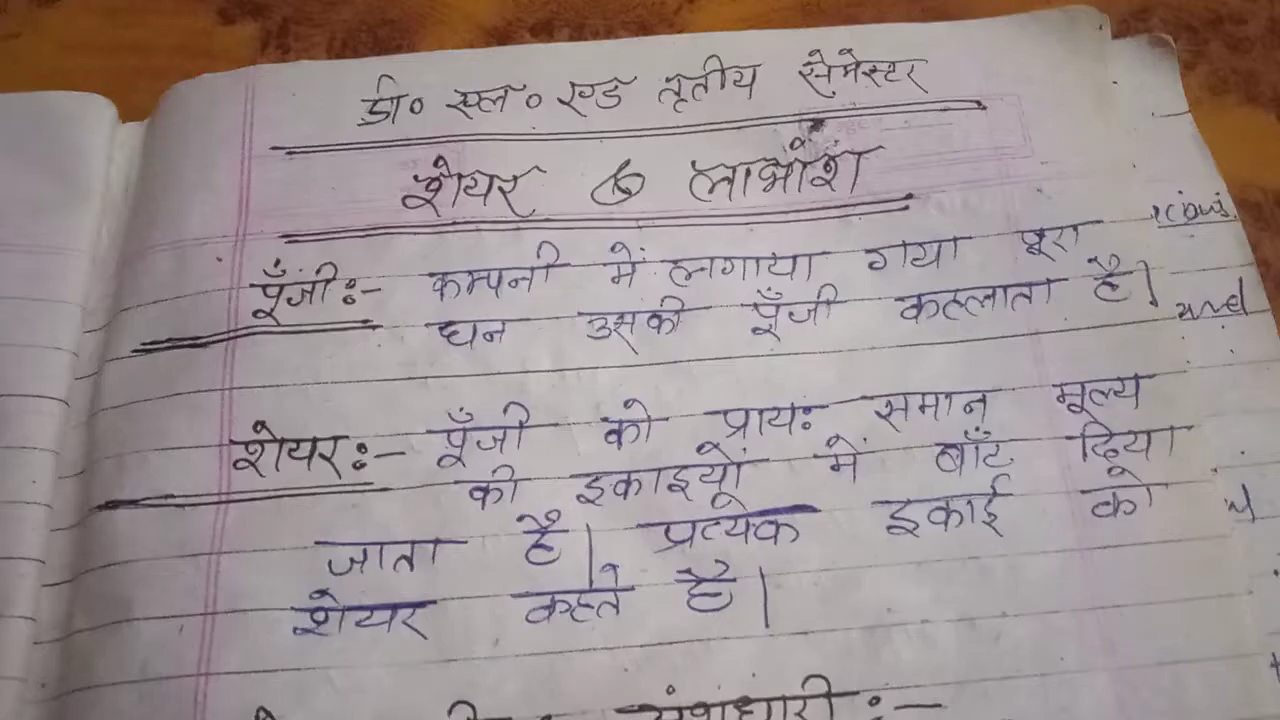 डी० एल० एड तृतीय सेमेस्टर
शेयर & लाभांश
पूँजी:- कम्पनी में लगाया गया पूरा
धन उसकी पूँजी कहलाता है।
शेयर:- पूँजी को प्राय: समान मूल्य
की इकाइयों में बाँट दिया
जाता है। प्रत्येक इकाई को
शेयर कहते है।